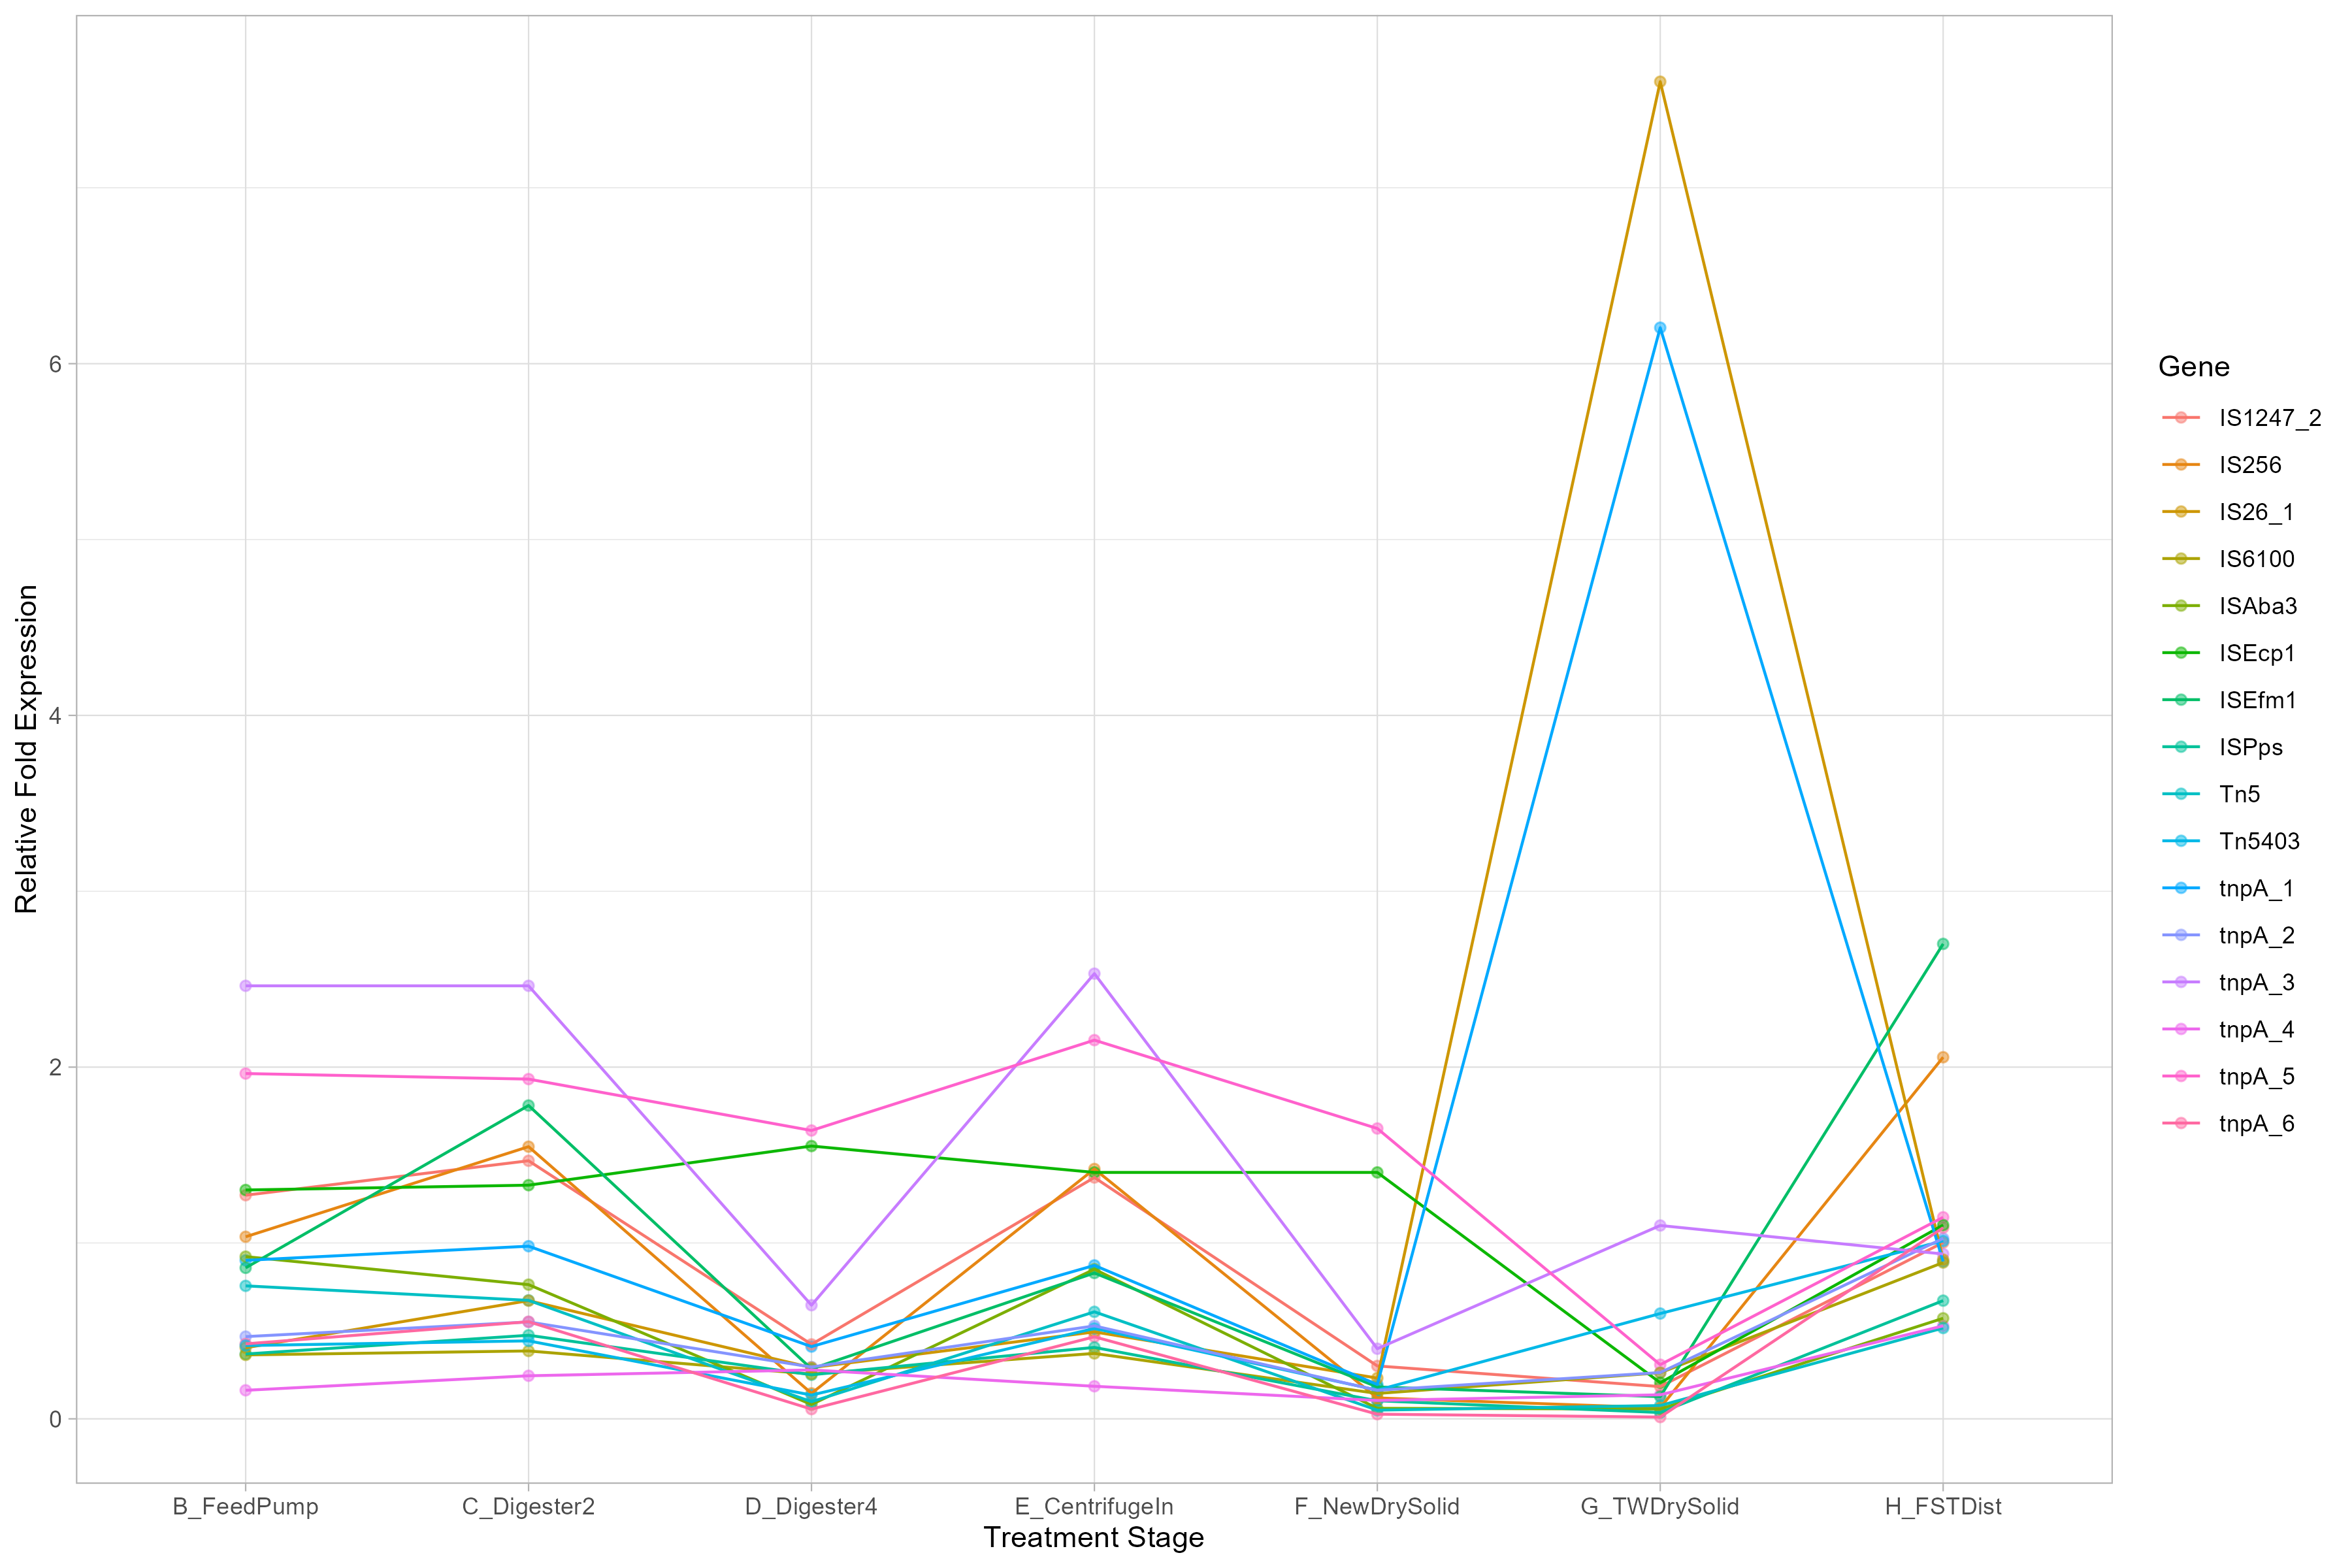 Relative Fold Expression
6
4
2
0
B_FeedPump
C_Digester2
D_Digester4
E_CentrifugeIn
F_NewDrySolid
G_TWDrySolid
H_FSTDist
Treatment Stage
Gene
IS1247_2
IS256
IS26_1
IS6100
ISAba3
ISEcp1
ISEfm1
ISPps
Tn5
Tn5403
tnpA_1
tnpA_2
tnpA_3
tnpA_4
tnpA_5
tnpA_6